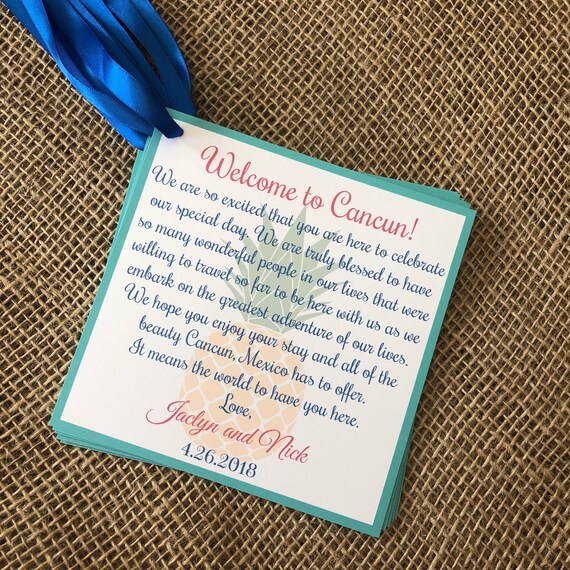 Welcome to Cancun!
We are so excited that you are here to celebrate
our special day. We are truly blessed to have
so many wonderful people in our lives that were
willing to travel so far to be here with us as we
embark on the greatest adventure of our lives.
We hope you enjoy your stay and all of the
beauty Cancun, Mexico has to offer.
It means the world to have you here.
Love,
Jaclyn and Nick
4.26.2018